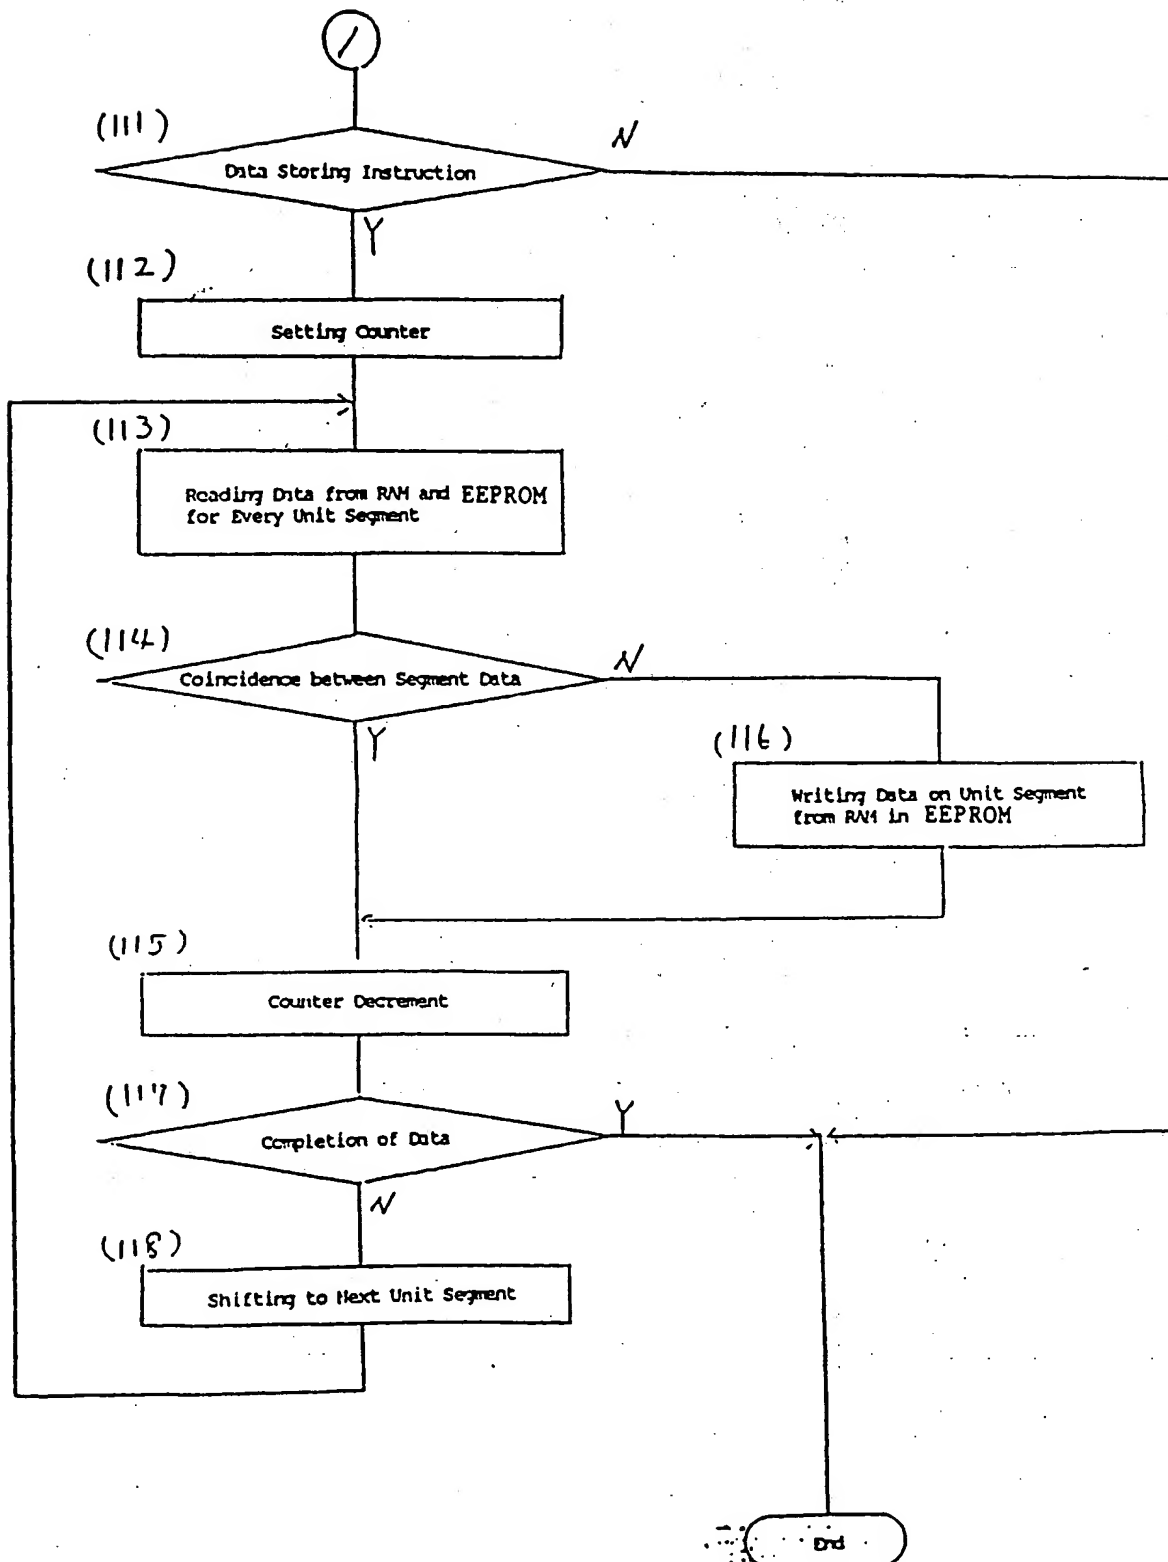 1
(111)
N
Data Storing Instruction
Y
(112)
Setting Counter
(113)
Reading Data from RAM and EEPROM
for Every Unit Segment
(114)
N
Coincidence between Segment Data
Y
(116)
Writing Data on Unit Segment
from RAM in EEPROM
(115)
Counter Decrement
(117)
Y
Completion of Data
N
(118)
Shifting to Next Unit Segment
End